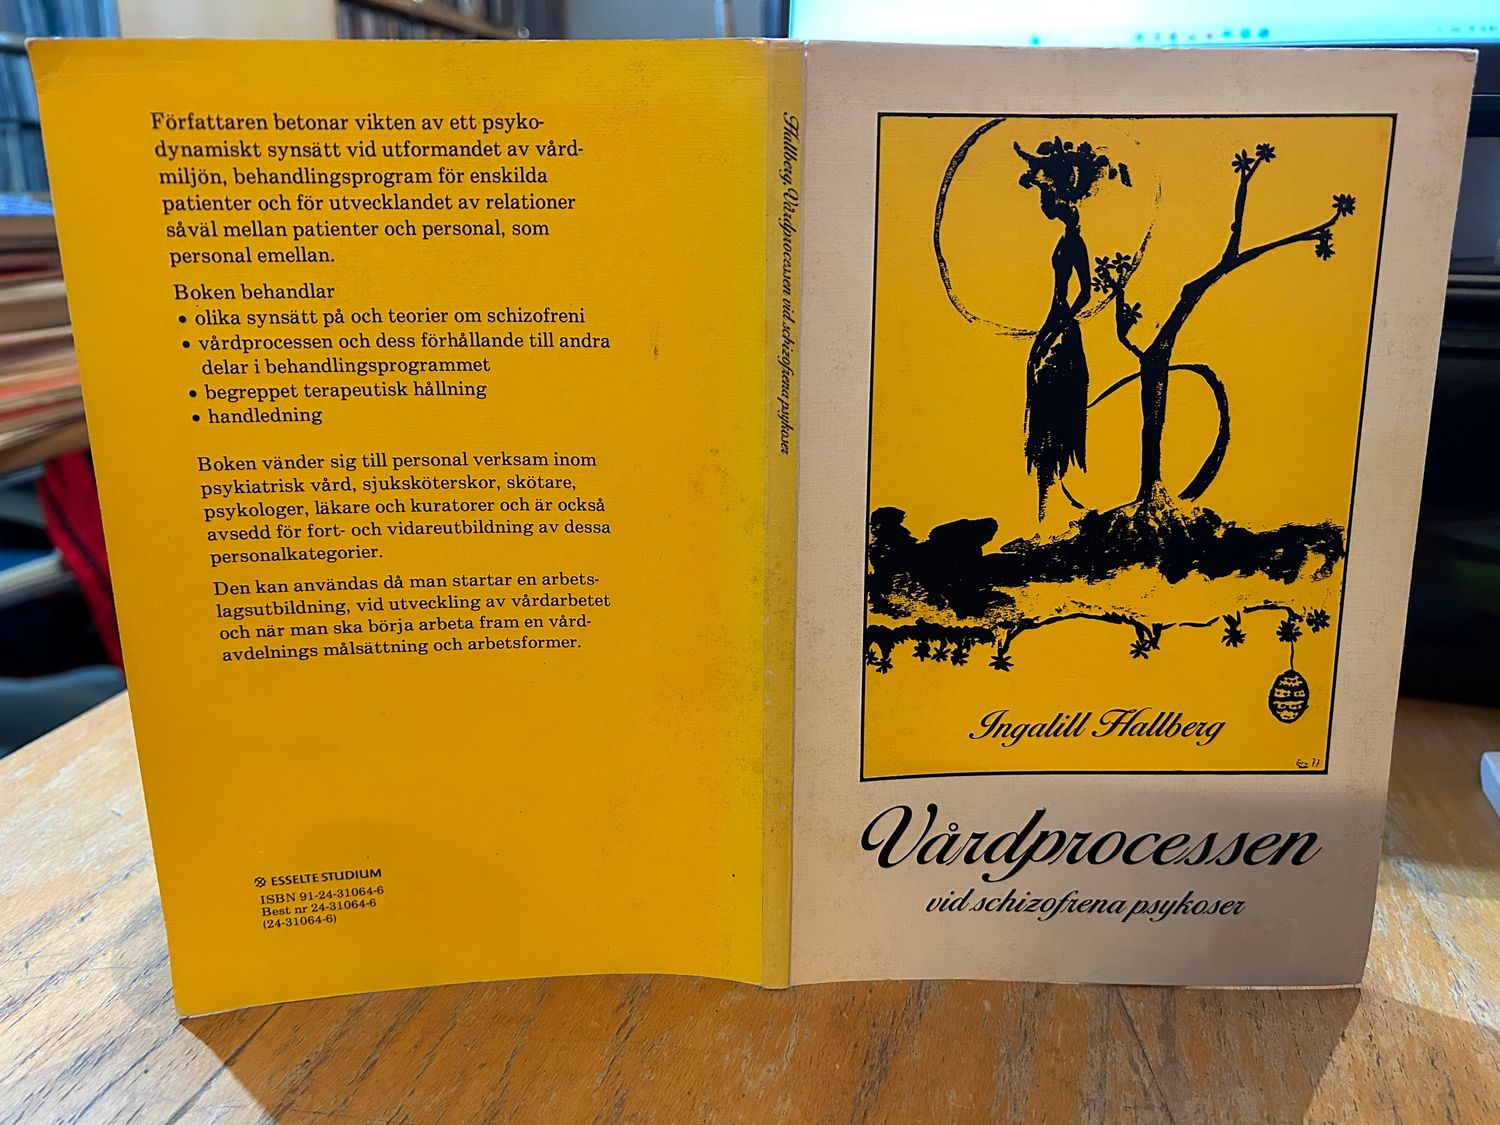 Författaren betonar vikten av ett psyko-
dynamiskt synsätt vid utformandet av vård-
miljön, behandlingsprogram för enskilda
patienter och för utvecklandet av relationer
såväl mellan patienter och personal, som
personal emellan.
Boken behandlar
• olika synsätt på och teorier om schizofreni
• vårdprocessen och dess förhållande till andra
delar i behandlingsprogrammet
• begreppet terapeutisk hållning
• handledning
Boken vänder sig till personal verksam inom
psykiatrisk vård, sjuksköterskor, skötare,
psykologer, läkare och kuratorer och är också
avsedd för fort- och vidareutbildning av dessa
personalkategorier.
Den kan användas då man startar en arbets-
lagsutbildning, vid utveckling av vårdarbetet
och när man ska börja arbeta fram en vård-
avdelnings målsättning och arbetsformer.
ESSELTE STUDIUM
ISBN 91-24-31064-6
Best nr 24-31064-6
(24-31064-6)
Hallberg, Vårdprocessen vid schizofrena psykoser
Ingalill Hallberg
Vårdprocessen
vid schizofrena psykoser